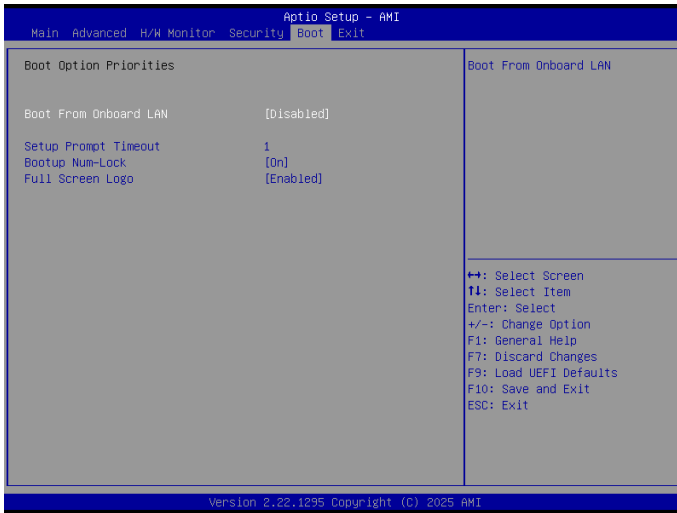 Aptio Setup – AMI
Main Advanced H/W Monitor Security Boot Exit
Boot Option Priorities
Boot From Onboard LAN [Disabled]
Setup Prompt Timeout 1
Bootup Num-Lock [On]
Full Screen Logo [Enabled]
Boot From Onboard LAN
↔: Select Screen
↑↓: Select Item
Enter: Select
+/-: Change Option
F1: General Help
F7: Discard Changes
F9: Load UEFI Defaults
F10: Save and Exit
ESC: Exit
Version 2.22.1295 Copyright (C) 2025 AMI